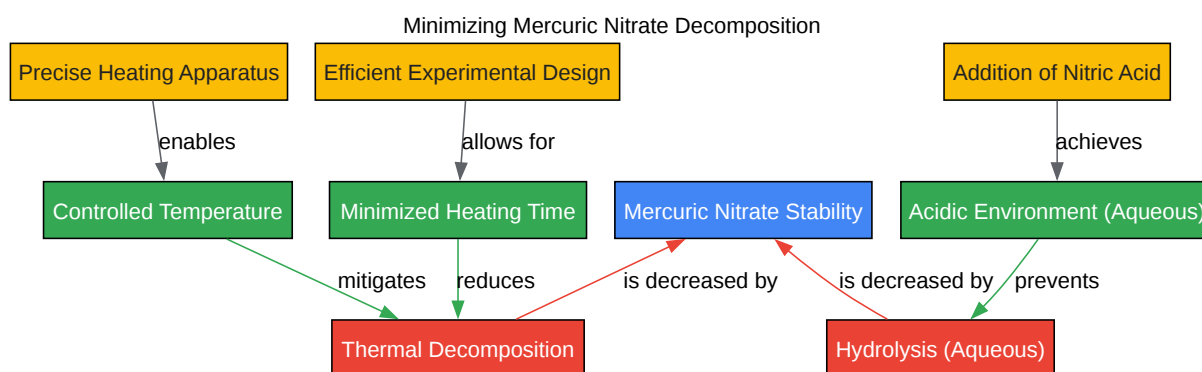 Minimizing Mercuric Nitrate Decomposition
Precise Heating Apparatus
Efficient Experimental Design
Addition of Nitric Acid
enables
allows for
achieves
Controlled Temperature
Minimized Heating Time
Mercuric Nitrate Stability
Acidic Environment (Aqueous)
mitigates
reduces
is decreased by
is decreased by
prevents
Thermal Decomposition
Hydrolysis (Aqueous)